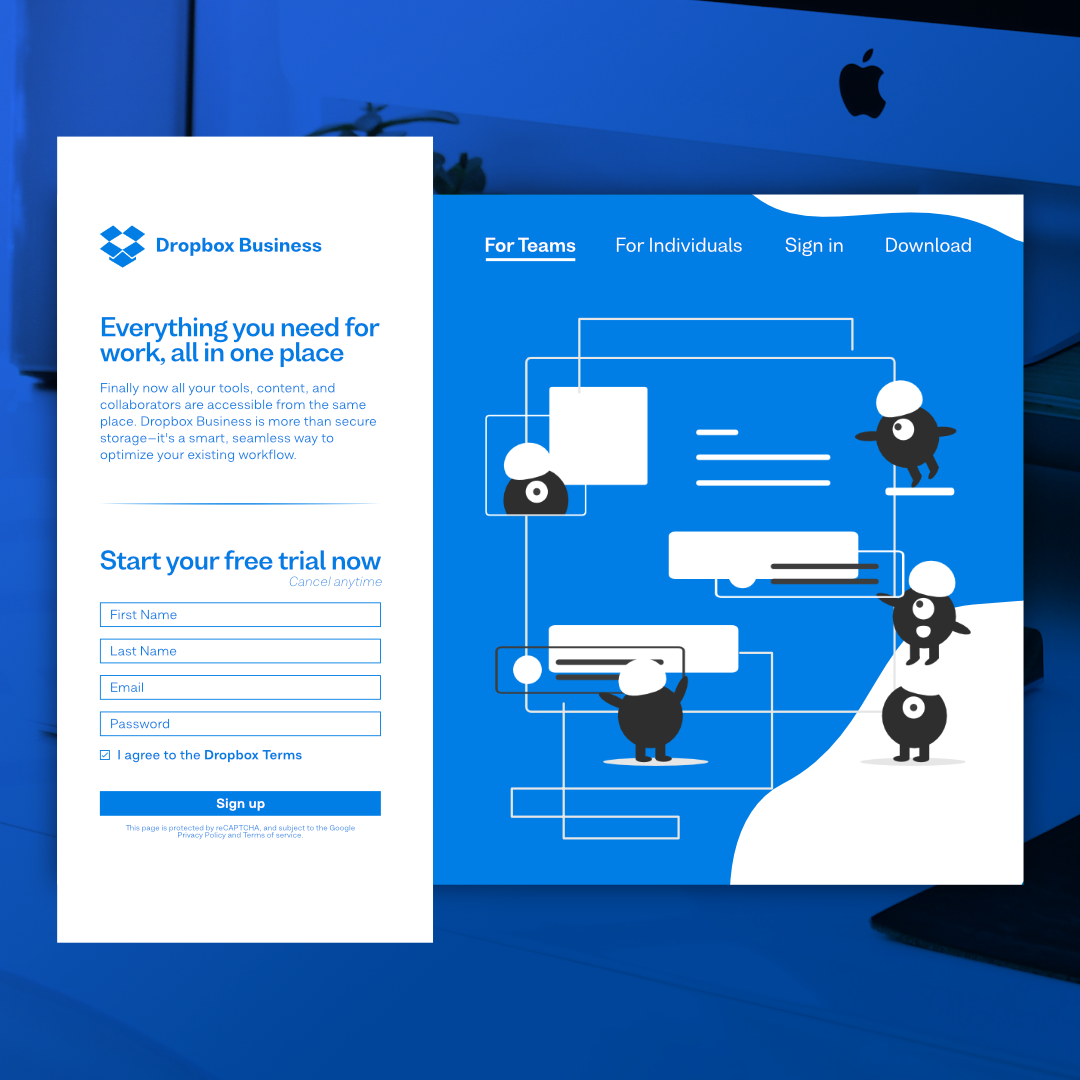 Dropbox Business
For Teams For Individuals Sign in Download
Everything you need for
work, all in one place
Finally now all your tools, content, and
collaborators are accessible from the same
place. Dropbox Business is more than secure
storage—it's a smart, seamless way to
optimize your existing workflow.
Start your free trial now
Cancel anytime
First Name
Last Name
Email
Password
I agree to the Dropbox Terms
Sign up
This page is protected by reCAPTCHA, and subject to the Google
Privacy Policy and Terms of service.